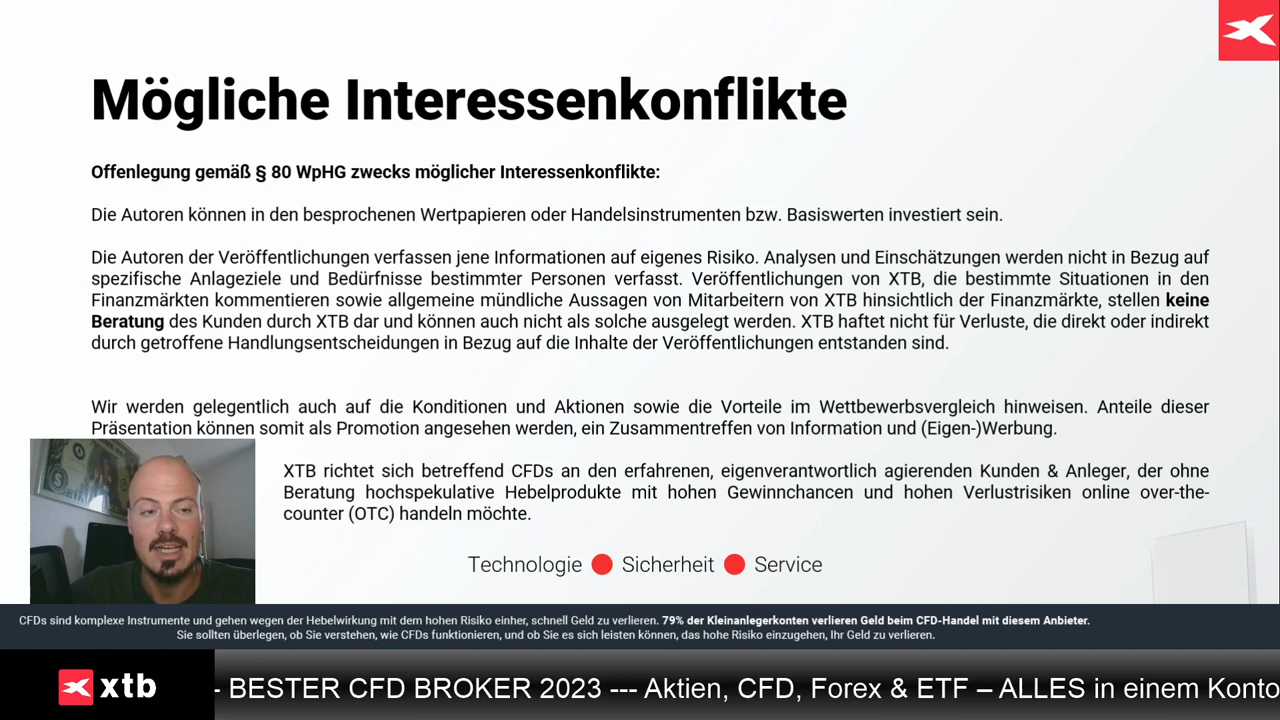 Mögliche Interessenkonflikte
Offenlegung gemäß § 80 WpHG zwecks möglicher Interessenkonflikte:
Die Autoren können in den besprochenen Wertpapieren oder Handelsinstrumenten bzw. Basiswerten investiert sein.
Die Autoren der Veröffentlichungen verfassen jene Informationen auf eigenes Risiko. Analysen und Einschätzungen werden nicht in Bezug auf
spezifische Anlageziele und Bedürfnisse bestimmter Personen verfasst. Veröffentlichungen von XTB, die bestimmte Situationen in den
Finanzmärkten kommentieren sowie allgemeine mündliche Aussagen von Mitarbeitern von XTB hinsichtlich der Finanzmärkte, stellen keine
Beratung des Kunden durch XTB dar und können auch nicht als solche ausgelegt werden. XTB haftet nicht für Verluste, die direkt oder indirekt
durch getroffene Handlungsentscheidungen in Bezug auf die Inhalte der Veröffentlichungen entstanden sind.
Wir werden gelegentlich auch auf die Konditionen und Aktionen sowie die Vorteile im Wettbewerbsvergleich hinweisen. Anteile dieser
Präsentation können somit als Promotion angesehen werden, ein Zusammentreffen von Information und (Eigen-)Werbung.
XTB richtet sich betreffend CFDs an den erfahrenen, eigenverantwortlich agierenden Kunden & Anleger, der ohne
Beratung hochspekulative Hebelprodukte mit hohen Gewinnchancen und hohen Verlustrisiken online over-the-
counter (OTC) handeln möchte.
Technologie Sicherheit Service
CFDs sind komplexe Instrumente und gehen wegen der Hebelwirkung mit dem hohen Risiko einher, schnell Geld zu verlieren. 79% der Kleinanlegerkonten verlieren Geld beim CFD-Handel mit diesem Anbieter.
Sie sollten überlegen, ob Sie verstehen, wie CFDs funktionieren, und ob Sie es sich leisten können, das hohe Risiko einzugehen, Ihr Geld zu verlieren.
xtb
- BESTER CFD BROKER 2023 --- Aktien, CFD, Forex & ETF – ALLES in einem Konto